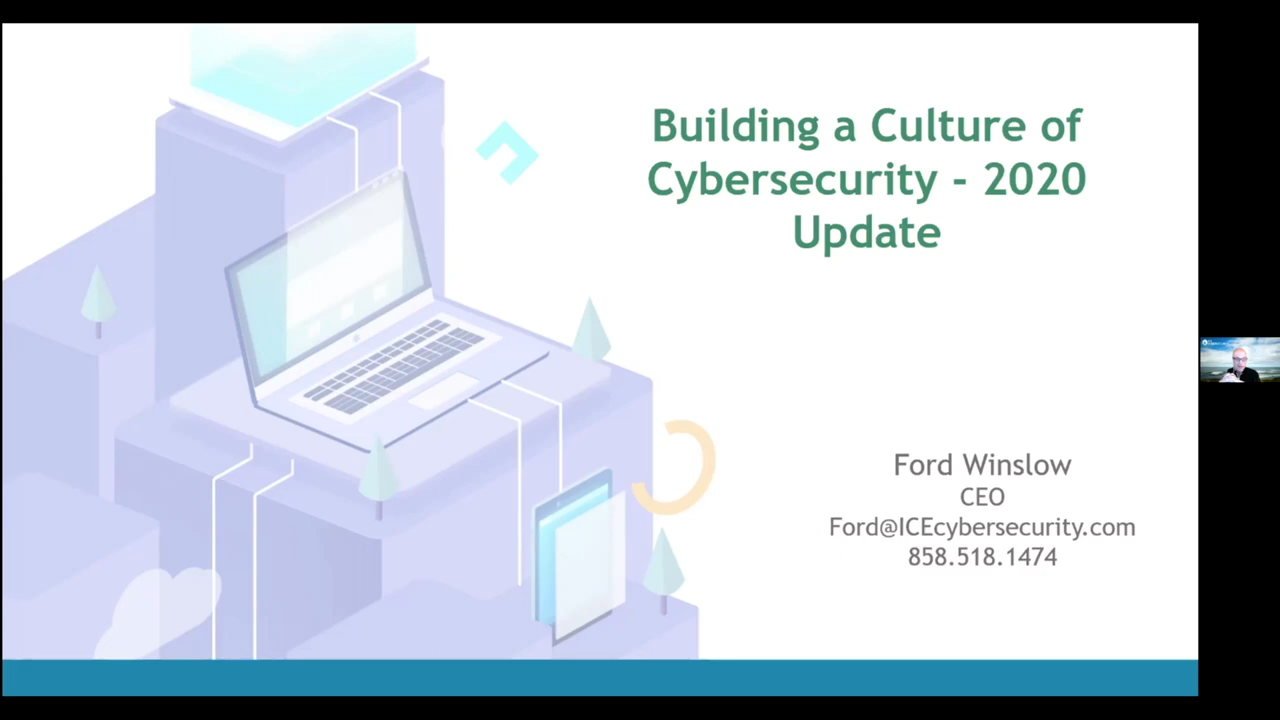 Building a Culture of
Cybersecurity - 2020
Update
Ford Winslow
CEO
Ford@ICEcybersecurity.com
858.518.1474